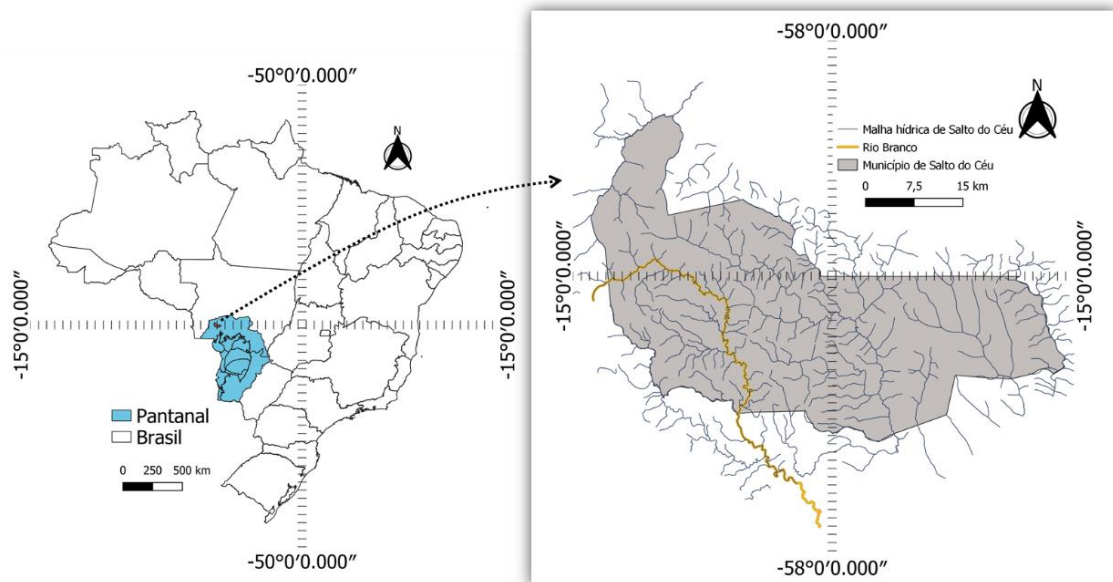 -50°0′0.000″
N
-15°0′0.000″
-15°0′0.000″
Pantanal
Brasil
0 250 500 km
-50°0′0.000″
-58°0′0.000″
N
Malha hídrica de Salto do Céu
Rio Branco
Município de Salto do Céu
0 7,5 15 km
-15°0′0.000″
-15°0′0.000″
-58°0′0.000″